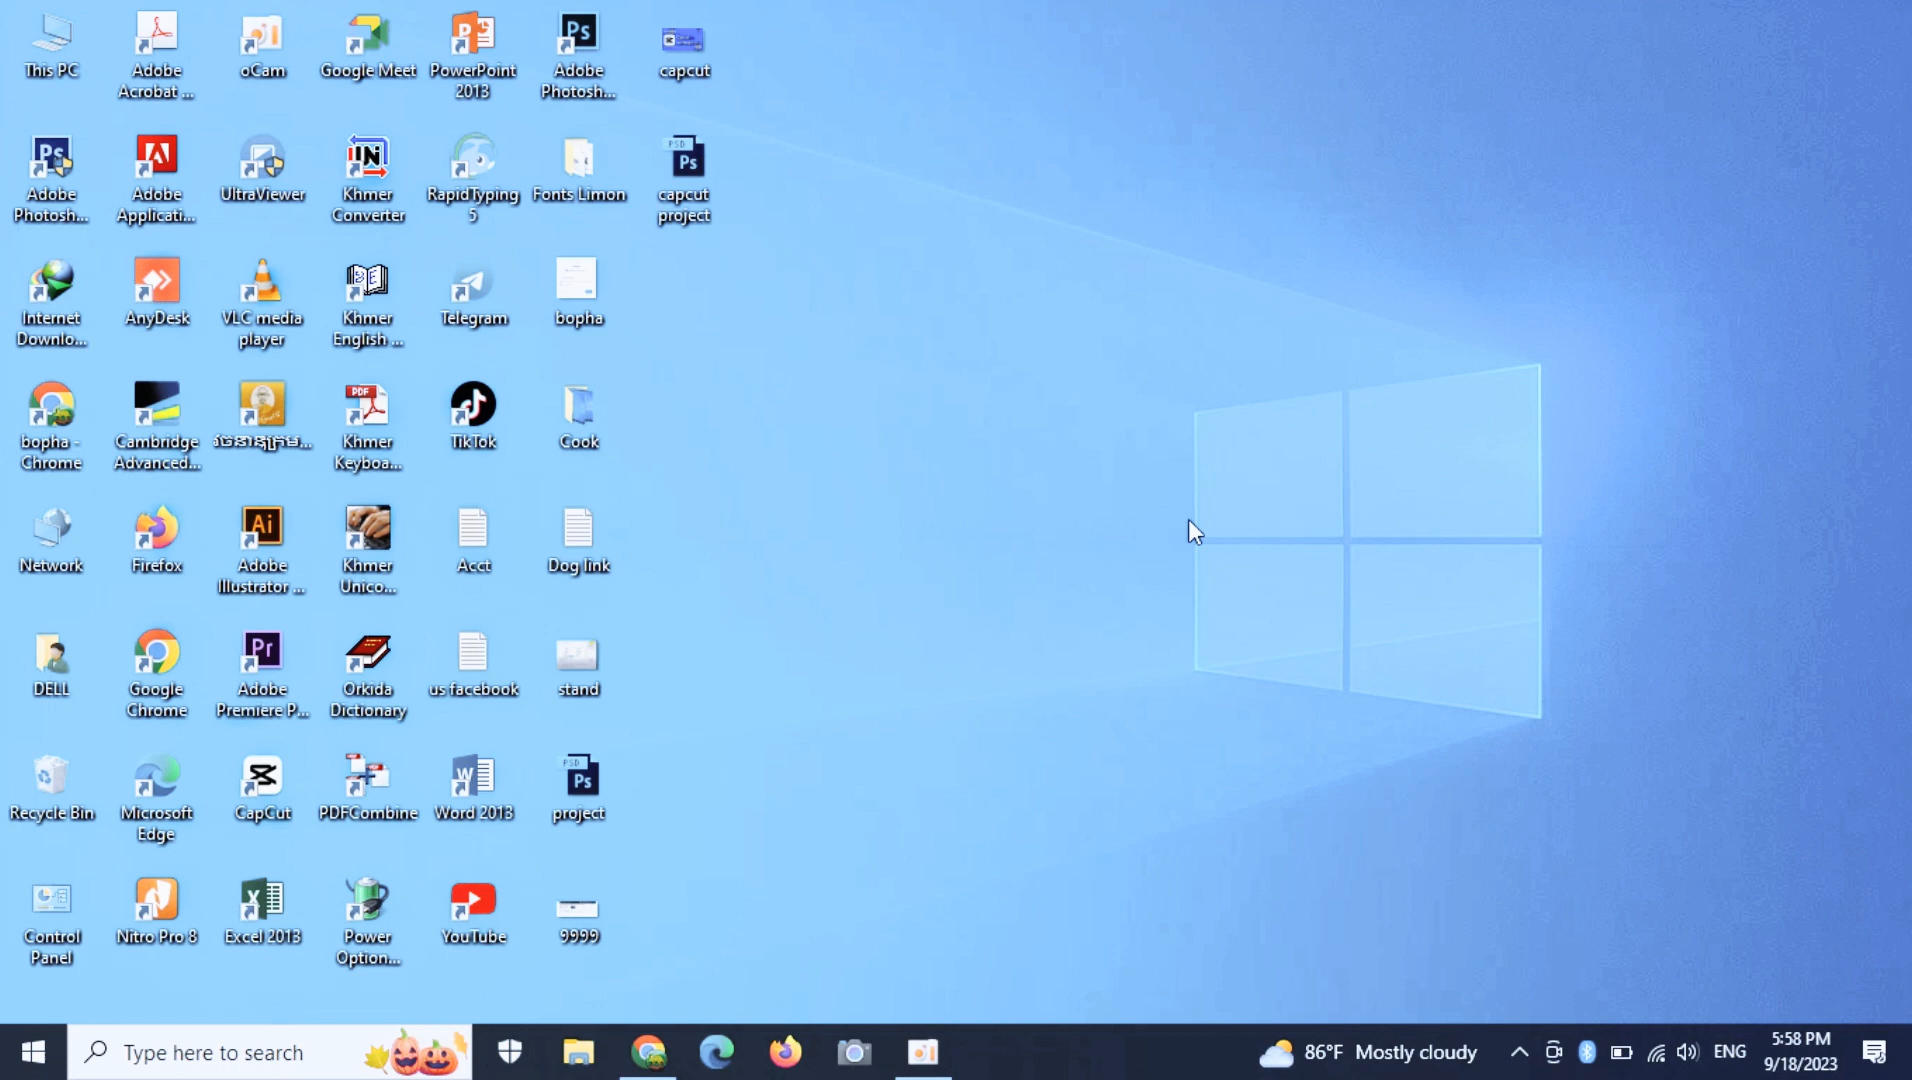 This PC
Adobe
Acrobat ...
oCam
Google Meet
PowerPoint
2013
Adobe
Photosh...
capcut
Adobe
Photosh...
Adobe
Applicati...
UltraViewer
Khmer
Converter
RapidTyping
5
Fonts Limon
capcut
project
Internet
Downlo...
AnyDesk
VLC media
player
Khmer
English ...
Telegram
bopha
bopha -
Chrome
Cambridge
Advanced...
Khmer
Keyboa...
TikTok
Cook
Network
Firefox
Adobe
Illustrator ...
Khmer
Unico...
Acct
Dog link
DELL
Google
Chrome
Adobe
Premiere P...
Orkida
Dictionary
us facebook
stand
Recycle Bin
Microsoft
Edge
CapCut
PDFCombine
Word 2013
project
Control
Panel
Nitro Pro 8
Excel 2013
Power
Option...
YouTube
9999
Type here to search
86°F Mostly cloudy
ENG
5:58 PM
9/18/2023